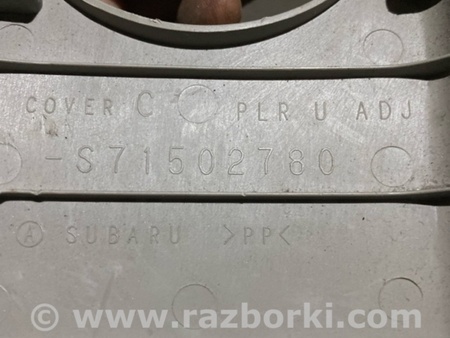 COVER C PLR U ADJ
-S71502780
Ⓐ SUBARU >PP<
© www.razborki.com